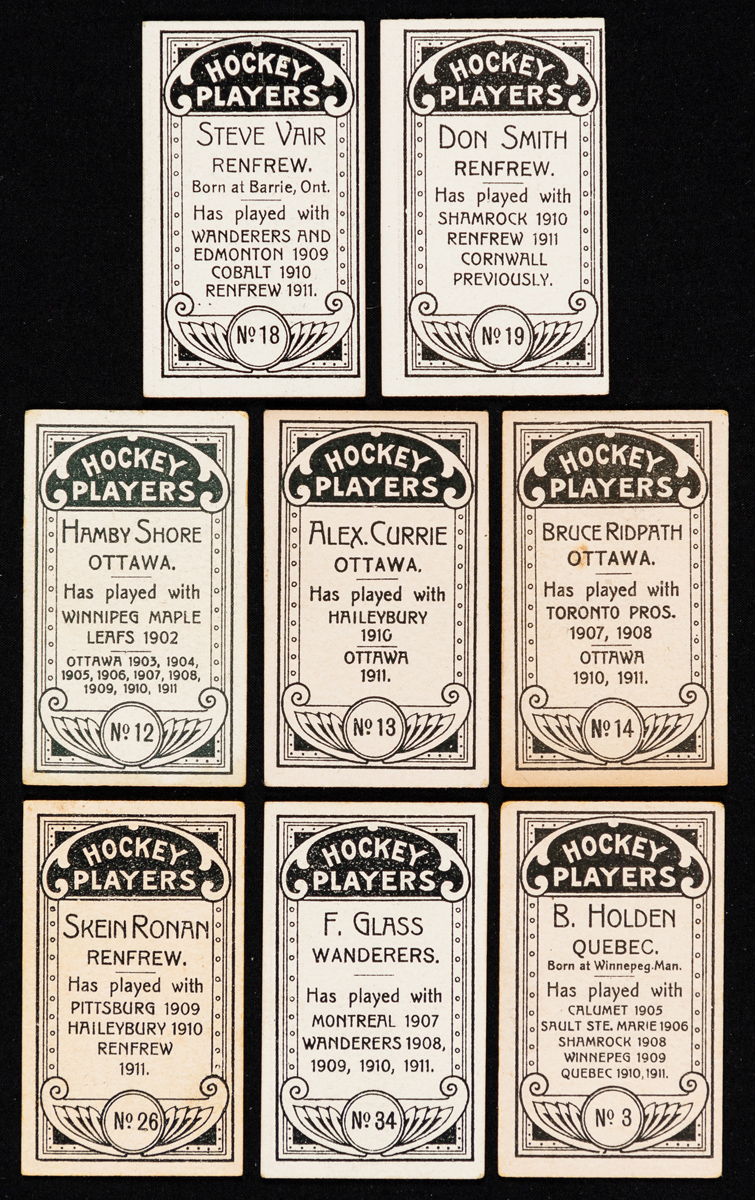 HOCKEY
PLAYERS
STEVE VAIR
RENFREW.
Born at Barrie, Ont.
Has played with
WANDERERS AND
EDMONTON 1909
COBALT 1910
RENFREW 1911.
No 18
HOCKEY
PLAYERS
DON SMITH
RENFREW.
Has played with
SHAMROCK 1910
RENFREW 1911
CORNWALL
PREVIOUSLY.
No 19
HOCKEY
PLAYERS
HAMBY SHORE
OTTAWA.
Has played with
WINNIPEG MAPLE
LEAFS 1902
OTTAWA 1903, 1904,
1905, 1906, 1907, 1908,
1909, 1910, 1911
No 12
HOCKEY
PLAYERS
ALEX. CURRIE
OTTAWA.
Has played with
HAILEYBURY
1910
OTTAWA
1911.
No 13
HOCKEY
PLAYERS
BRUCE RIDPATH
OTTAWA.
Has played with
TORONTO PROS.
1907, 1908
OTTAWA
1910, 1911.
No 14
HOCKEY
PLAYERS
SKEIN RONAN
RENFREW.
Has played with
PITTSBURG 1909
HAILEYBURY 1910
RENFREW
1911.
No 26
HOCKEY
PLAYERS
F. GLASS
WANDERERS.
Has played with
MONTREAL 1907
WANDERERS 1908,
1909, 1910, 1911.
No 34
HOCKEY
PLAYERS
B. HOLDEN
QUEBEC.
Born at Winnepeg. Man.
Has played with
CALUMET 1905
SAULT STE. MARIE 1906
SHAMROCK 1908
WINNEPEG 1909
QUEBEC 1910, 1911.
No 3